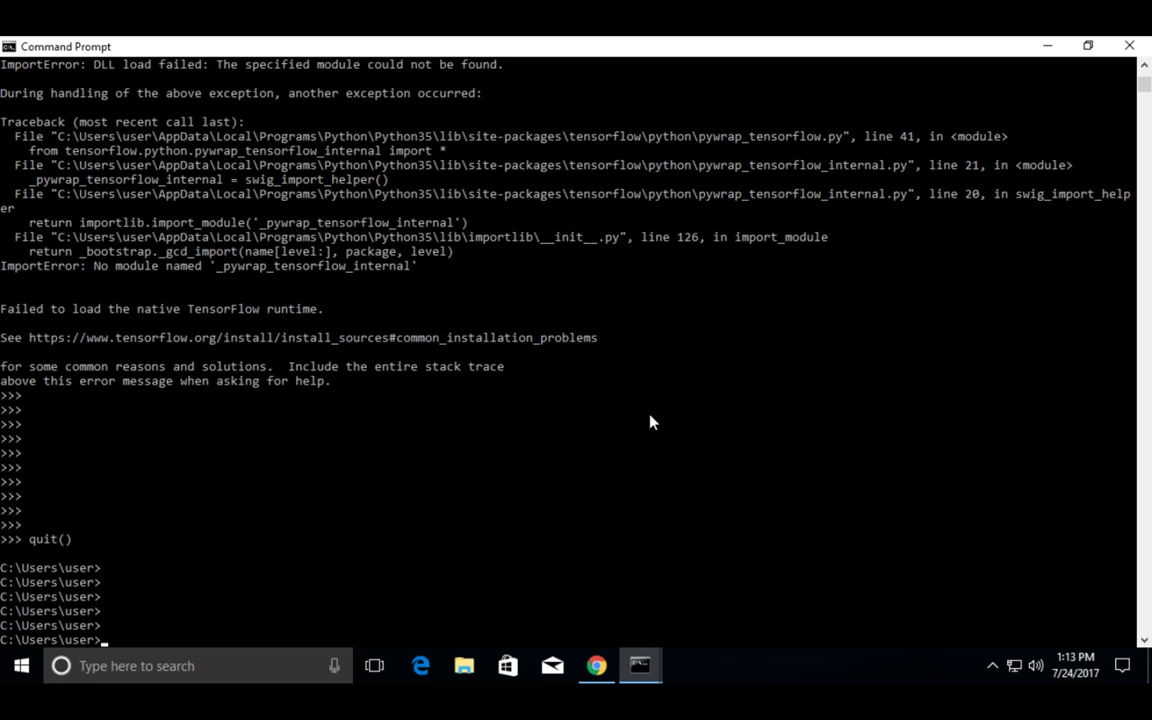 Command Prompt
ImportError: DLL load failed: The specified module could not be found.
During handling of the above exception, another exception occurred:
Traceback (most recent call last):
  File "C:\Users\user\AppData\Local\Programs\Python\Python35\lib\site-packages\tensorflow\python\pywrap_tensorflow.py", line 41, in <module>
    from tensorflow.python.pywrap_tensorflow_internal import *
  File "C:\Users\user\AppData\Local\Programs\Python\Python35\lib\site-packages\tensorflow\python\pywrap_tensorflow_internal.py", line 21, in <module>
    _pywrap_tensorflow_internal = swig_import_helper()
  File "C:\Users\user\AppData\Local\Programs\Python\Python35\lib\site-packages\tensorflow\python\pywrap_tensorflow_internal.py", line 20, in swig_import_help
er
    return importlib.import_module('_pywrap_tensorflow_internal')
  File "C:\Users\user\AppData\Local\Programs\Python\Python35\lib\importlib\__init__.py", line 126, in import_module
    return _bootstrap._gcd_import(name[level:], package, level)
ImportError: No module named '_pywrap_tensorflow_internal'
Failed to load the native TensorFlow runtime.
See https://www.tensorflow.org/install/install_sources#common_installation_problems
for some common reasons and solutions.  Include the entire stack trace
above this error message when asking for help.
>>>
>>>
>>>
>>>
>>>
>>>
>>>
>>>
>>>
>>>
>>> quit()
C:\Users\user>
C:\Users\user>
C:\Users\user>
C:\Users\user>
C:\Users\user>
C:\Users\user>
Type here to search
1:13 PM
7/24/2017